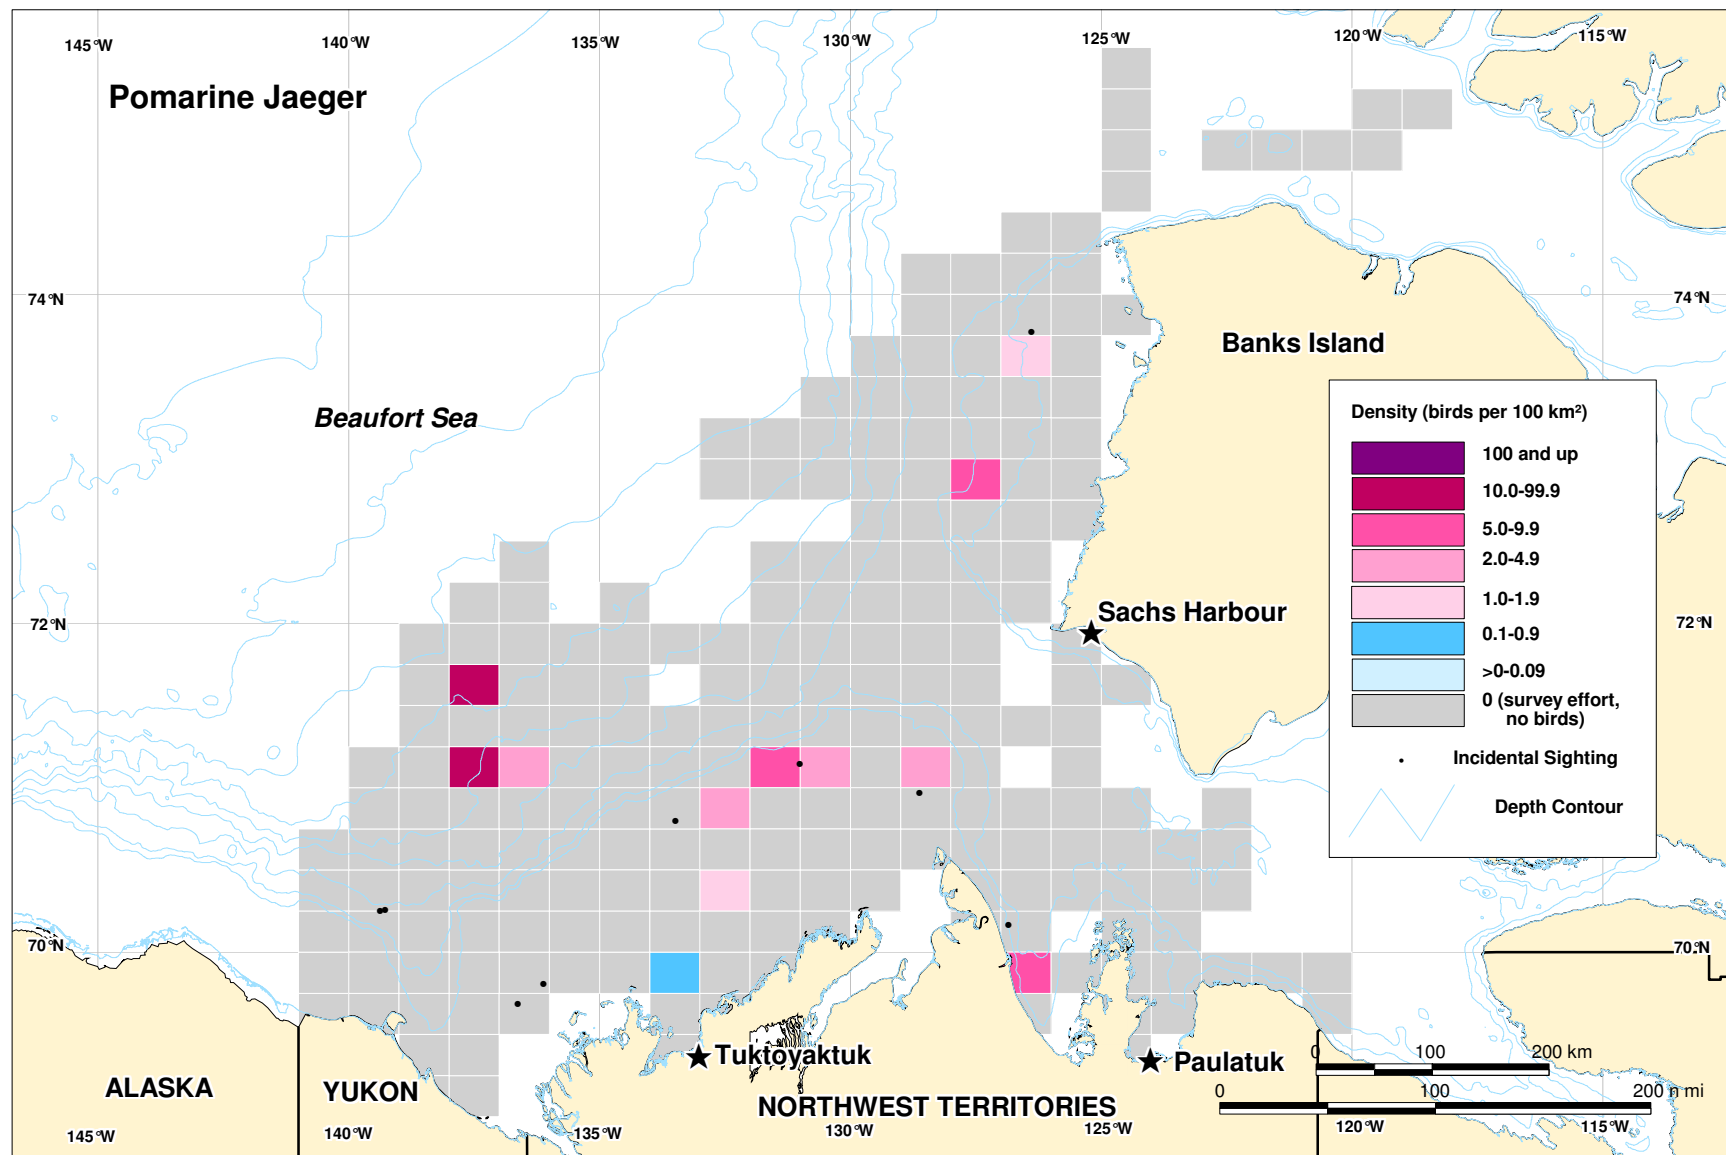 145°W
140°W
135°W
130°W
125°W
120°W
115°W
Pomarine Jaeger
74°N
74°N
Banks Island
Beaufort Sea
Density (birds per 100 km²)
100 and up
10.0-99.9
5.0-9.9
2.0-4.9
1.0-1.9
0.1-0.9
>0-0.09
0 (survey effort,
no birds)
Incidental Sighting
Depth Contour
Sachs Harbour
72°N
72°N
70°N
70°N
Tuktoyaktuk
Paulatuk
0 100 200 km
0 100 200 n mi
ALASKA
YUKON
NORTHWEST TERRITORIES
145°W
140°W
135°W
130°W
125°W
120°W
115°W